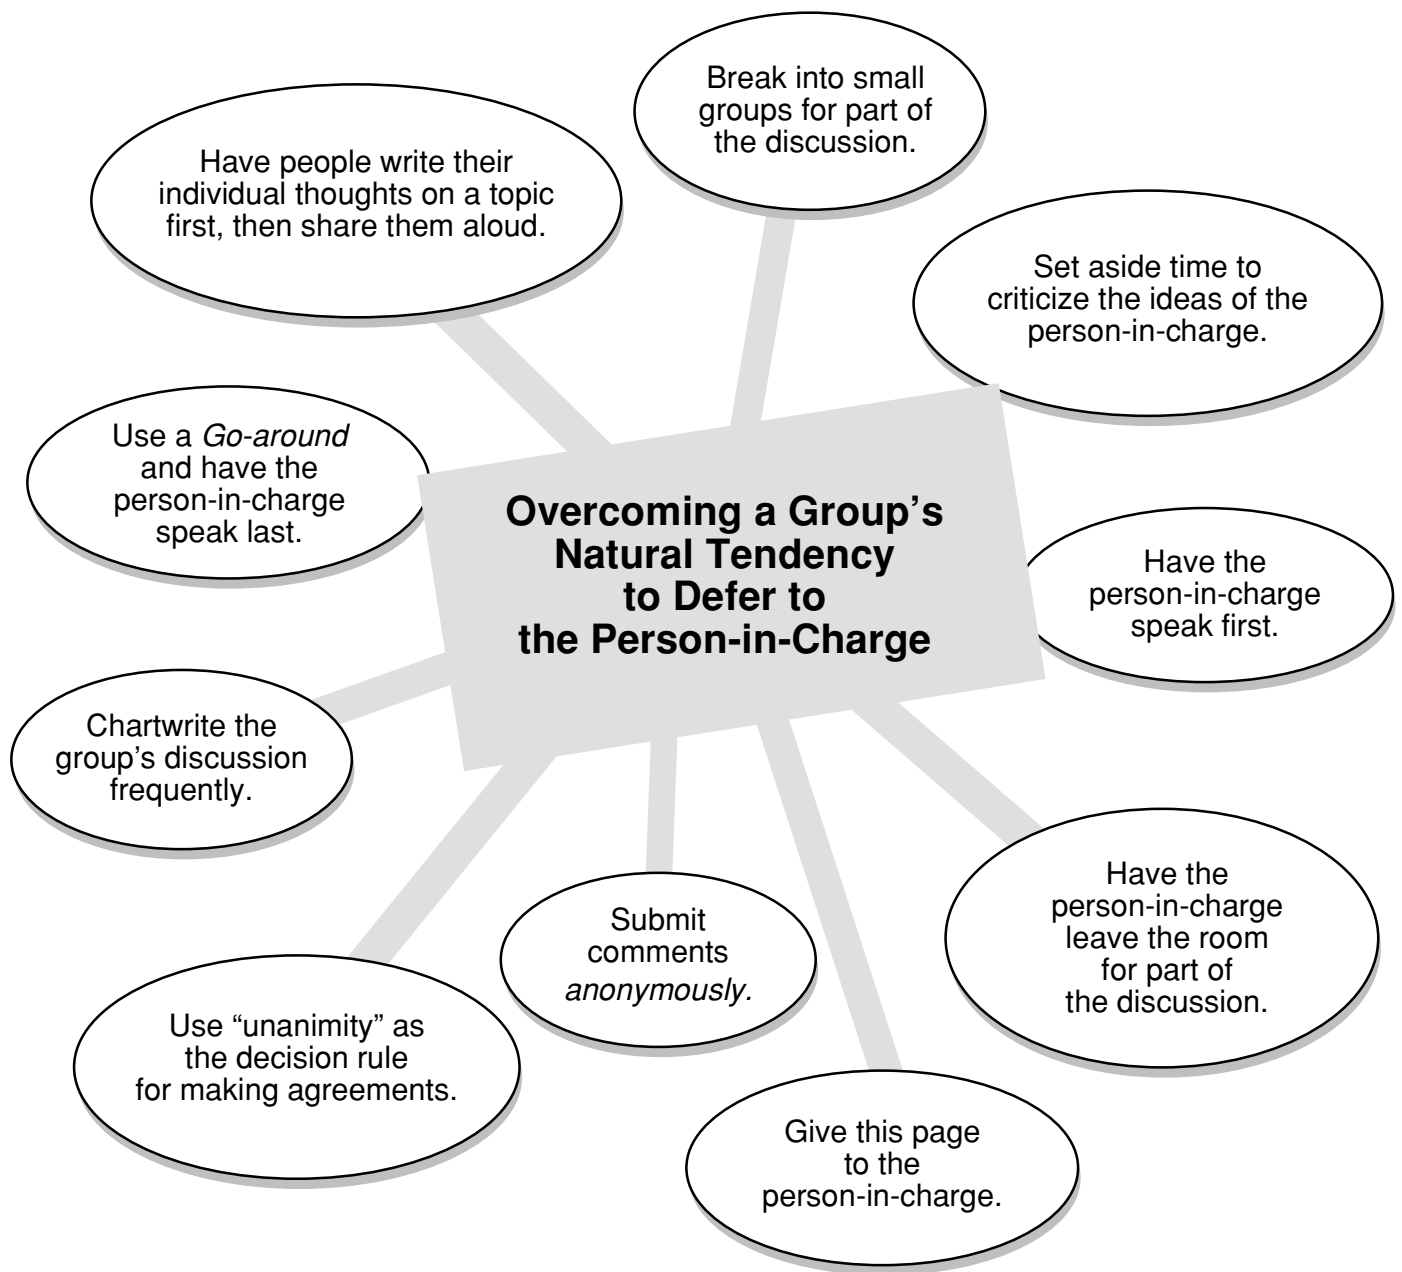 Break into small
groups for part of
the discussion.
Have people write their
individual thoughts on a topic
first, then share them aloud.
Set aside time to
criticize the ideas of the
person-in-charge.
Use a Go-around
and have the
person-in-charge
speak last.
Overcoming a Group’s
Natural Tendency
to Defer to
the Person-in-Charge
Have the
person-in-charge
speak first.
Chartwrite the
group’s discussion
frequently.
Have the
person-in-charge
leave the room
for part of
the discussion.
Submit
comments
anonymously.
Use “unanimity” as
the decision rule
for making agreements.
Give this page
to the
person-in-charge.